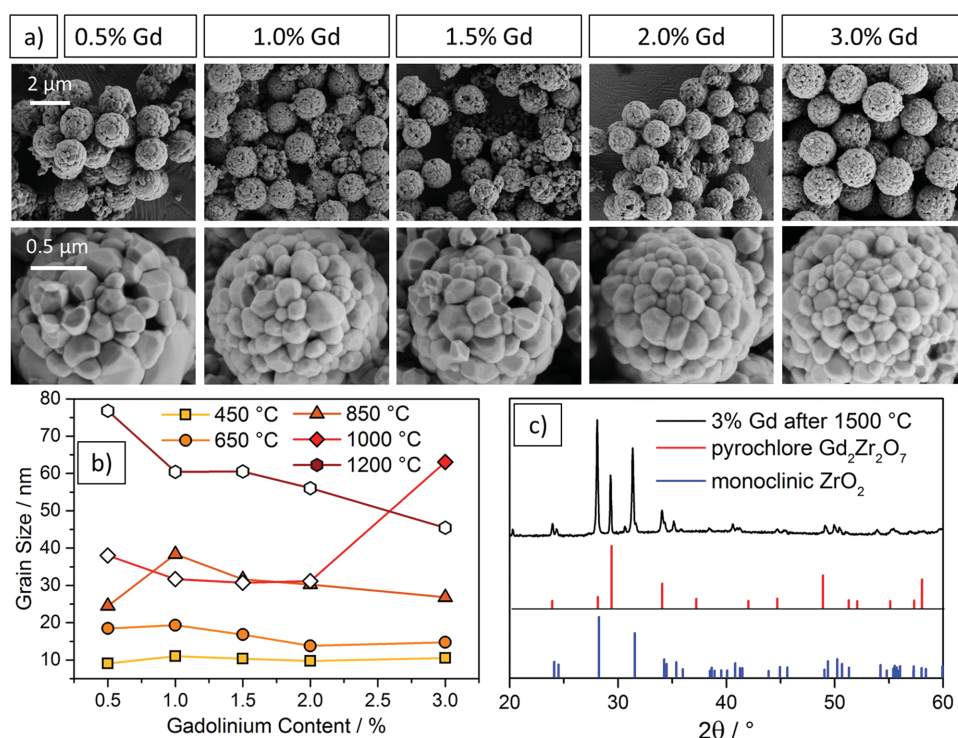 a)
0.5% Gd
1.0% Gd
1.5% Gd
2.0% Gd
3.0% Gd
2 µm
0.5 µm
b)
450 °C
650 °C
850 °C
1000 °C
1200 °C
Grain Size / nm
80
70
60
50
40
30
20
10
0.5
1.0
1.5
2.0
2.5
3.0
Gadolinium Content / %
c)
3% Gd after 1500 °C
pyrochlore Gd₂Zr₂O₇
monoclinic ZrO₂
20
30
40
50
60
2θ / °